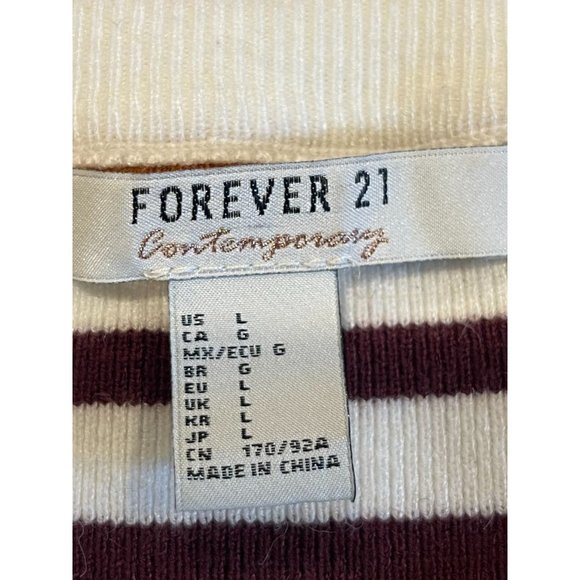 FOREVER 21
Contemporary
US L
CA G
MX/ECU G
BR G
EU L
UK L
KR L
JP L
CN 170/92A
MADE IN CHINA